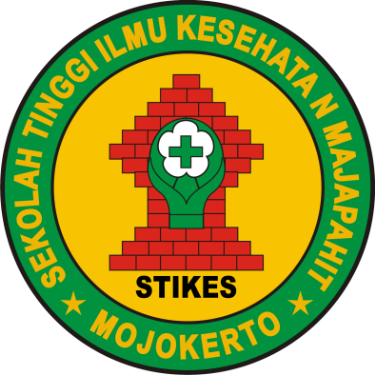 SEKOLAH TINGGI ILMU KESEHATA N MAJAPAHIT
STIKES
MOJOKERTO